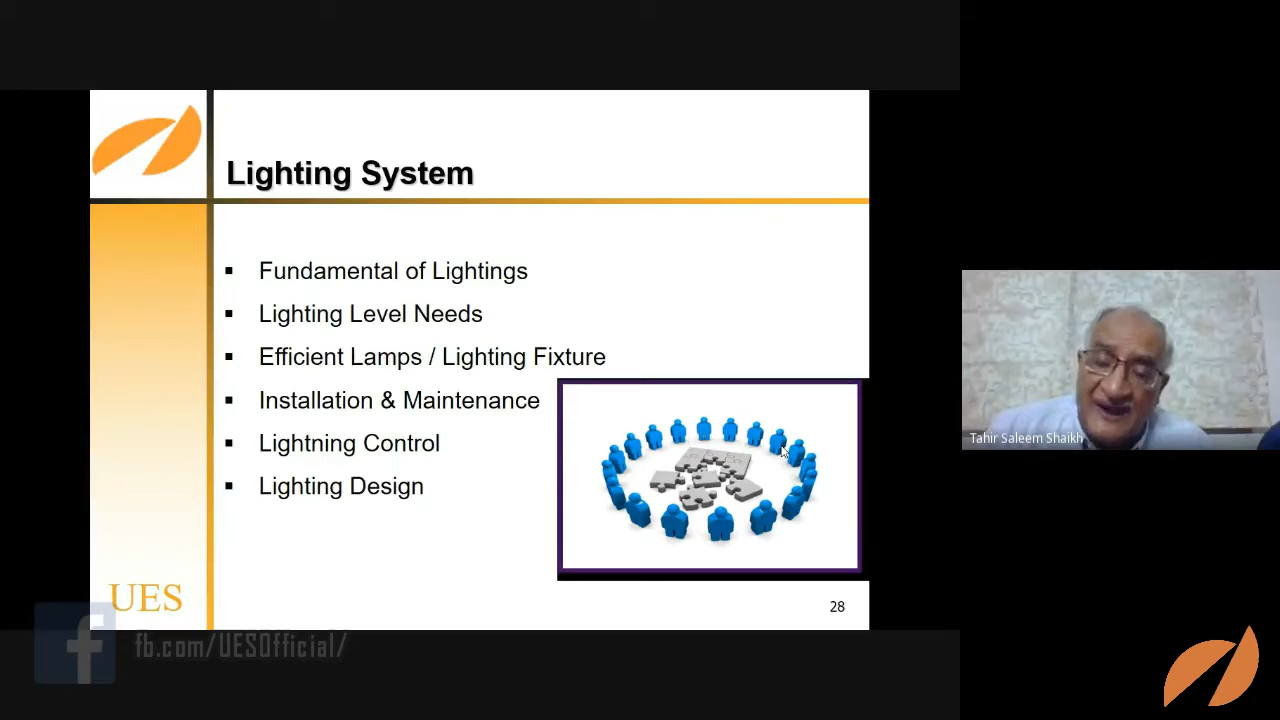 Lighting System
Fundamental of Lightings
Lighting Level Needs
Efficient Lamps / Lighting Fixture
Installation & Maintenance
Lightning Control
Lighting Design
UES
28
fb.com/UESOfficial/
Tahir Saleem Shaikh